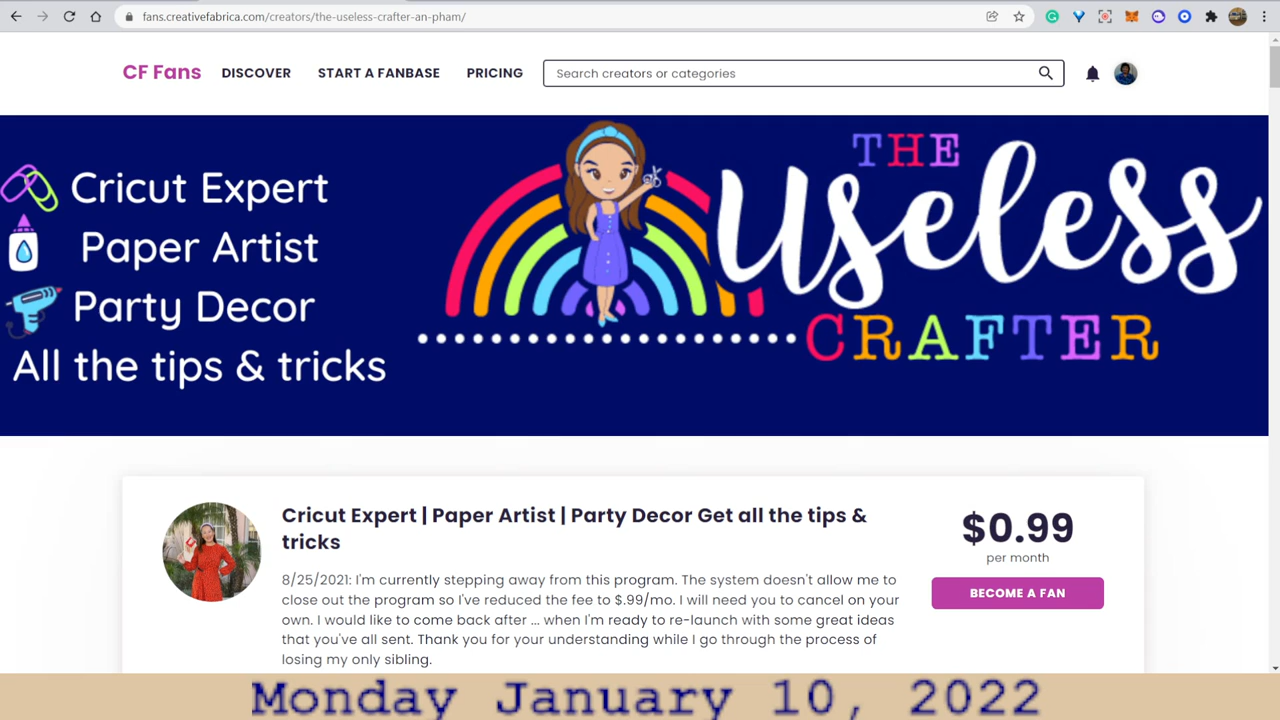 fans.creativefabrica.com/creators/the-useless-crafter-an-pham/
CF Fans DISCOVER START A FANBASE PRICING Search creators or categories
Cricut Expert
Paper Artist
Party Decor
All the tips & tricks
THE
Useless
CRAFTER
Cricut Expert | Paper Artist | Party Decor Get all the tips &
tricks
8/25/2021: I'm currently stepping away from this program. The system doesn't allow me to
close out the program so I've reduced the fee to $.99/mo. I will need you to cancel on your
own. I would like to come back after ... when I'm ready to re-launch with some great ideas
that you've all sent. Thank you for your understanding while I go through the process of
losing my only sibling.
$0.99
per month
BECOME A FAN
Monday January 10, 2022